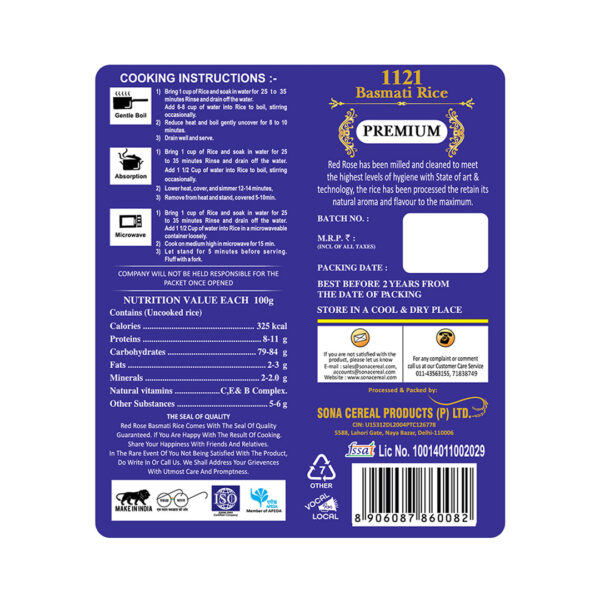 COOKING INSTRUCTIONS :-
Gentle Boil
1) Bring 1 cup of Rice and soak in water for 25 to 35
minutes Rinse and drain off the water.
Add 6-8 cup of water into Rice to boil, stirring
occasionally.
2) Reduce heat and boil gently uncover for 8 to 10
minutes.
3) Drain well and serve.
Absorption
1) Bring 1 cup of Rice and soak in water for 25
to 35 minutes Rinse and drain off the water.
Add 1 1/2 Cup of water into Rice to boil, stirring
occasionally.
2) Lower heat, cover, and simmer 12-14 minutes,
3) Remove from heat and stand, covered 5-10min.
Microwave
1) Bring 1 cup of Rice and soak in water for 25
to 35 minutes Rinse and drain off the water.
Add 1 1/2 Cup of water into Rice in a microwaveable
container loosely.
2) Cook on medium high in microwave for 15 min.
3) Let stand for 5 minutes before serving.
Fluff with a fork.
COMPANY WILL NOT BE HELD RESPONSIBLE FOR THE
PACKET ONCE OPENED
NUTRITION VALUE EACH 100g
Contains (Uncooked rice)
Calories ........ 325 kcal
Proteins ........ 8-11 g
Carbohydrates ........ 79-84 g
Fats ........ 2-3 g
Minerals ........ 2-2.0 g
Natural vitamins ........ C,E& B Complex.
Other Substances ........ 5-6 g
THE SEAL OF QUALITY
Red Rose Basmati Rice Comes With The Seal Of Quality
Guaranteed. If You Are Happy With The Result Of Cooking.
Share Your Happiness With Friends And Relatives.
In The Rare Event Of You Not Being Satisfied With The Product,
Do Write In Or Call Us. We Shall Address Your Grievences
With Utmost Care And Promptness.
MAKE IN INDIA
ISO
Member of APEDA
1121
Basmati Rice
PREMIUM
Red Rose has been milled and cleaned to meet
the highest levels of hygiene with State of art &
technology, the rice has been processed the retain its
natural aroma and flavour to the maximum.
BATCH NO. :
M.R.P. ₹ :
(INCL OF ALL TAXES)
PACKING DATE :
BEST BEFORE 2 YEARS FROM
THE DATE OF PACKING
STORE IN A COOL & DRY PLACE
If you are not satisfied with the
product, please let us know
E-mail : sales@sonacereal.com,
accounts@sonacereal.com
Website : www.sonacereal.com
For any complaint or comment
call us at our Customer Care Service
011-43563155, 71838749
Processed & Packed by:
SONA CEREAL PRODUCTS (P) LTD.
CIN: U15312DL2004PTC126778
5588, Lahori Gate, Naya Bazar, Delhi-110006
fssai Lic No. 10014011002029
7
OTHER
VOCAL
for
LOCAL
8 906087 860082